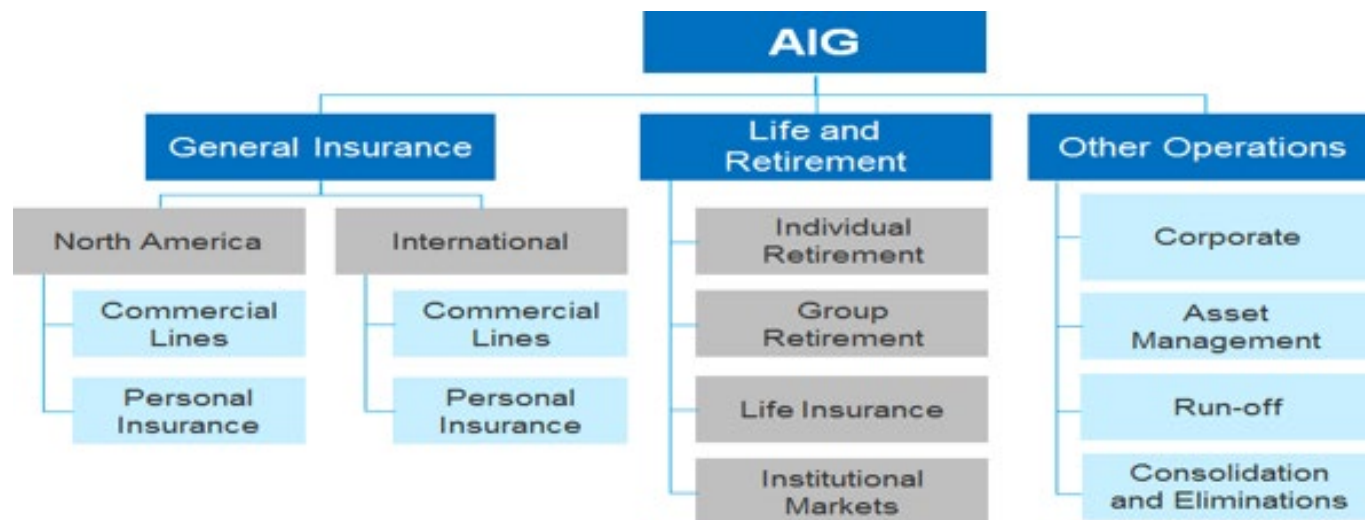 AIG
General Insurance
Life and
Retirement
Other Operations
North America
International
Commercial
Lines
Personal
Insurance
Commercial
Lines
Personal
Insurance
Individual
Retirement
Group
Retirement
Life Insurance
Institutional
Markets
Corporate
Asset
Management
Run-off
Consolidation
and Eliminations